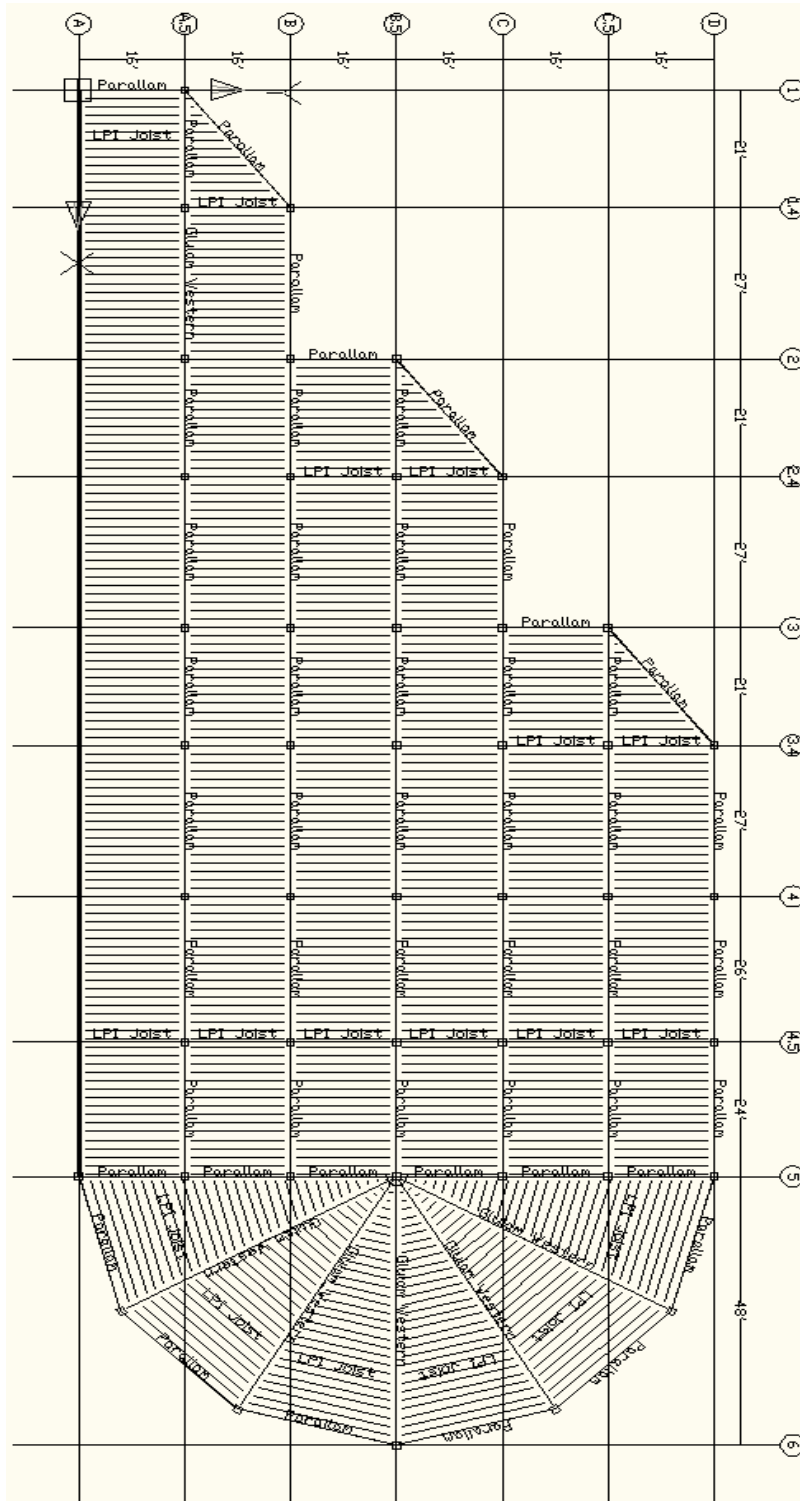 A A.5 B B.5 C C.5 D
16' 16' 16' 16' 16' 16'
1
Parallam
21'
Parallam
Parallam
LPI Joist
LPI Joist
1.4
Glulam Western
Parallam
27'
Parallam
2
Parallam
Parallam
Parallam
Parallam
21'
LPI Joist LPI Joist
2.4
Parallam Parallam Parallam Parallam
27'
Parallam
3
Parallam Parallam Parallam Parallam
Parallam
21'
LPI Joist LPI Joist
3.4
Parallam Parallam Parallam Parallam Parallam Parallam
27'
4
Parallam Parallam Parallam Parallam Parallam Parallam
26'
LPI Joist LPI Joist LPI Joist LPI Joist LPI Joist LPI Joist
4.5
Parallam Parallam Parallam Parallam Parallam Parallam
24'
Parallam Parallam Parallam Parallam Parallam Parallam
5
Parallam
LPI Joist
Glulam Western
Glulam Western
Glulam Western
Glulam Western
Glulam Western
LPI Joist
Parallam
48'
LPI Joist
LPI Joist
Parallam
LPI Joist
LPI Joist
Parallam
Parallam
Parallam
6